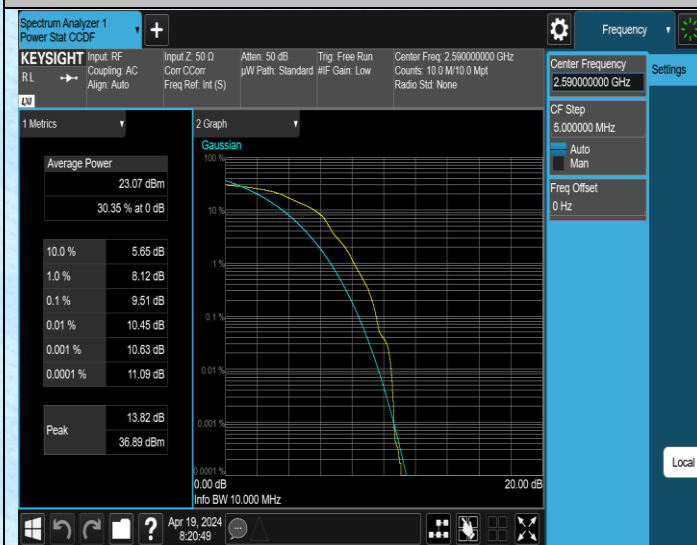 Spectrum Analyzer 1
Power Stat CCDF
Frequency
KEYSIGHT
RL
LXI
Input: RF
Coupling: AC
Align: Auto
Input Z: 50 Ω
Corr CCorr
Freq Ref: Int (S)
Atten: 50 dB
µW Path: Standard
Trig: Free Run
#IF Gain: Low
Center Freq: 2.590000000 GHz
Counts: 10.0 M/10.0 Mpt
Radio Std: None
Center Frequency
2.590000000 GHz
Settings
CF Step
5.000000 MHz
Auto
Man
Freq Offset
0 Hz
1 Metrics
Average Power
23.07 dBm
30.35 % at 0 dB
10.0 % 5.65 dB
1.0 % 8.12 dB
0.1 % 9.51 dB
0.01 % 10.45 dB
0.001 % 10.63 dB
0.0001 % 11.09 dB
Peak
13.82 dB
36.89 dBm
2 Graph
Gaussian
100 %
10 %
1 %
0.1 %
0.01 %
0.001 %
0.0001 %
0.00 dB 20.00 dB
Info BW 10.000 MHz
Local
?
Apr 19, 2024
8:20:49